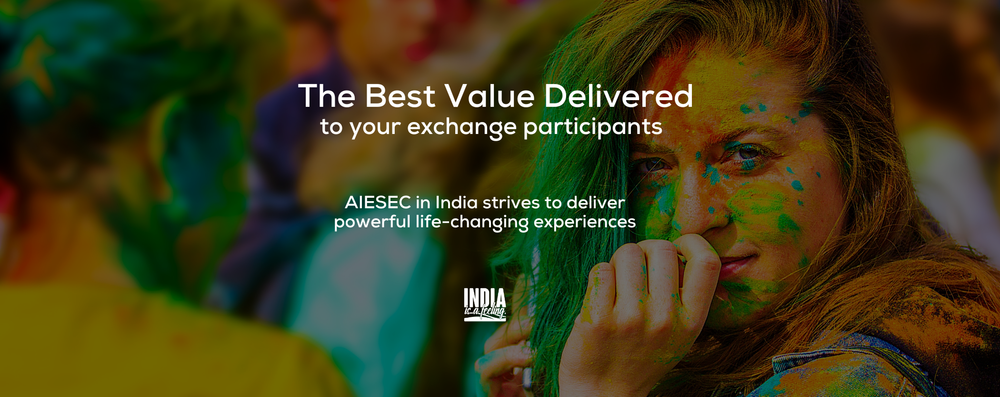 The Best Value Delivered
to your exchange participants
AIESEC in India strives to deliver
powerful life-changing experiences
INDIA
is.a.feeling.